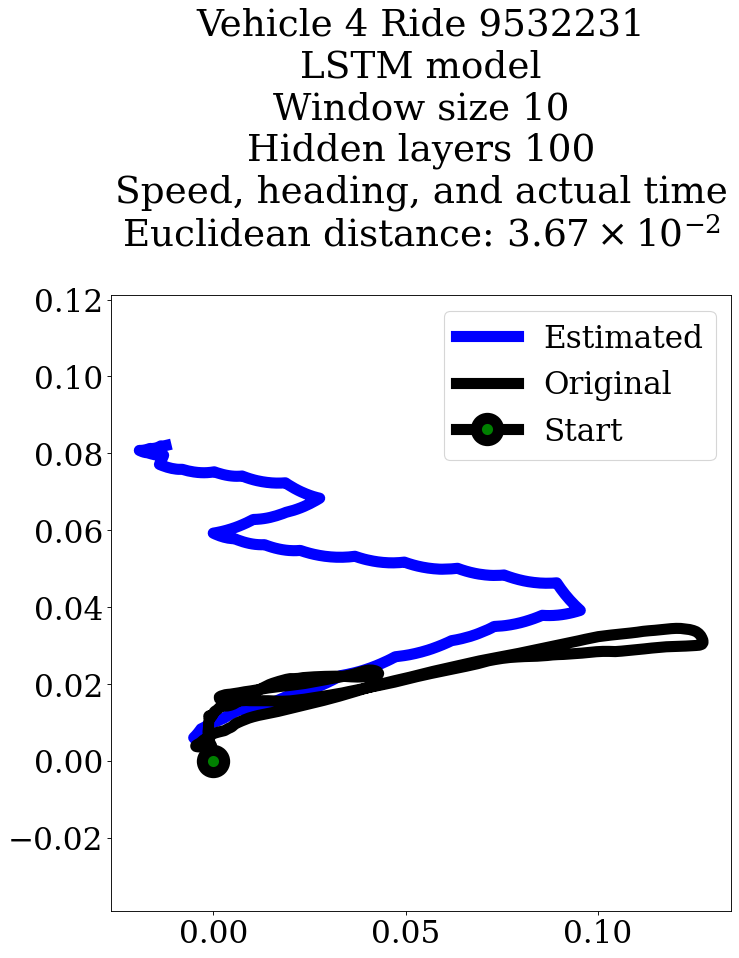 Vehicle 4 Ride 9532231
LSTM model
Window size 10
Hidden layers 100
Speed, heading, and actual time
Euclidean distance: 3.67 × 10⁻²
0.12
0.10
0.08
0.06
0.04
0.02
0.00
−0.02
Estimated
Original
Start
0.00 0.05 0.10